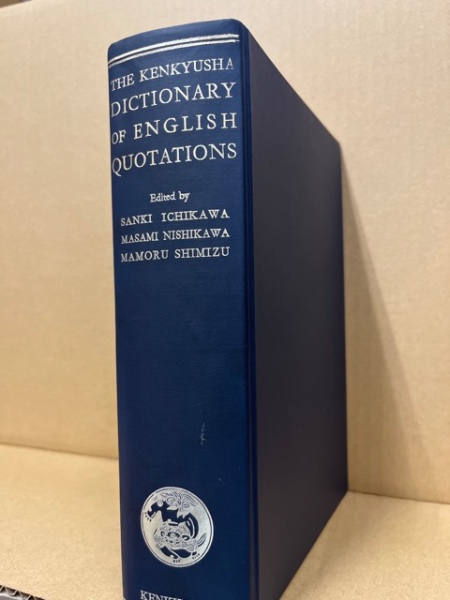 THE KENKYUSHA
DICTIONARY
OF ENGLISH
QUOTATIONS
Edited by
SANKI ICHIKAWA
MASAMI NISHIKAWA
MAMORU SHIMIZU